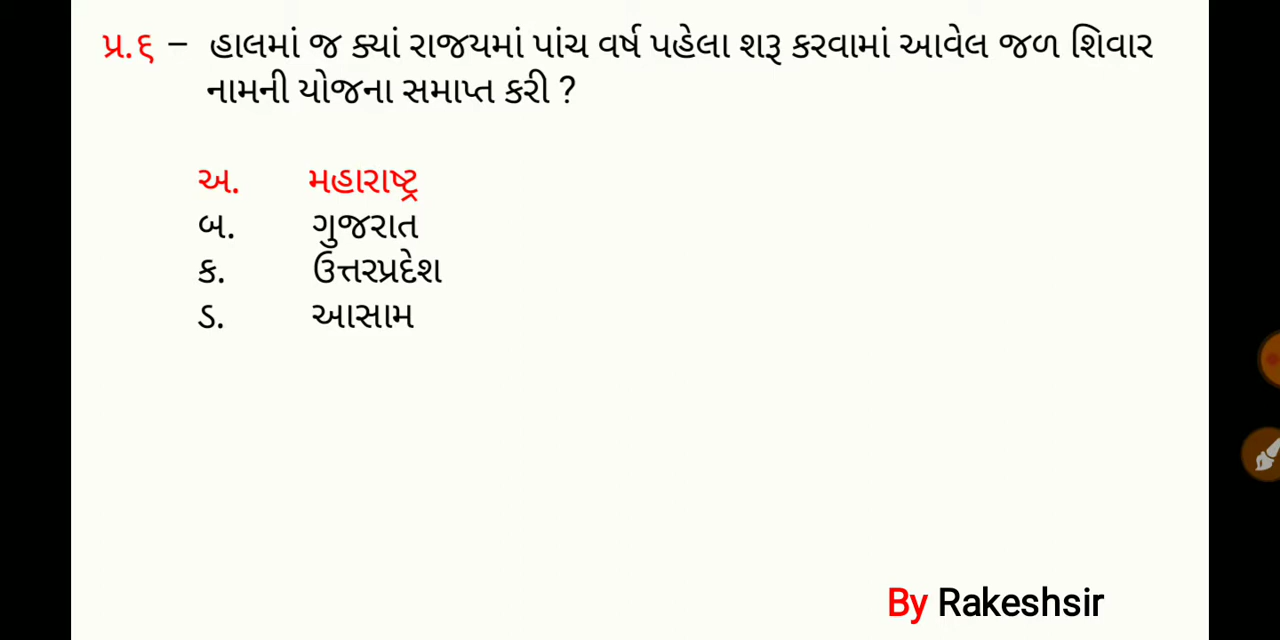 પ્ર.૬ – હાલમાં જ ક્યાં રાજયમાં પાંચ વર્ષ પહેલા શરૂ કરવામાં આવેલ જળ શિવાર
નામની યોજના સમાપ્ત કરી ?
અ. મહારાષ્ટ્ર
બ. ગુજરાત
ક. ઉત્તરપ્રદેશ
ડ. આસામ
By Rakeshsir